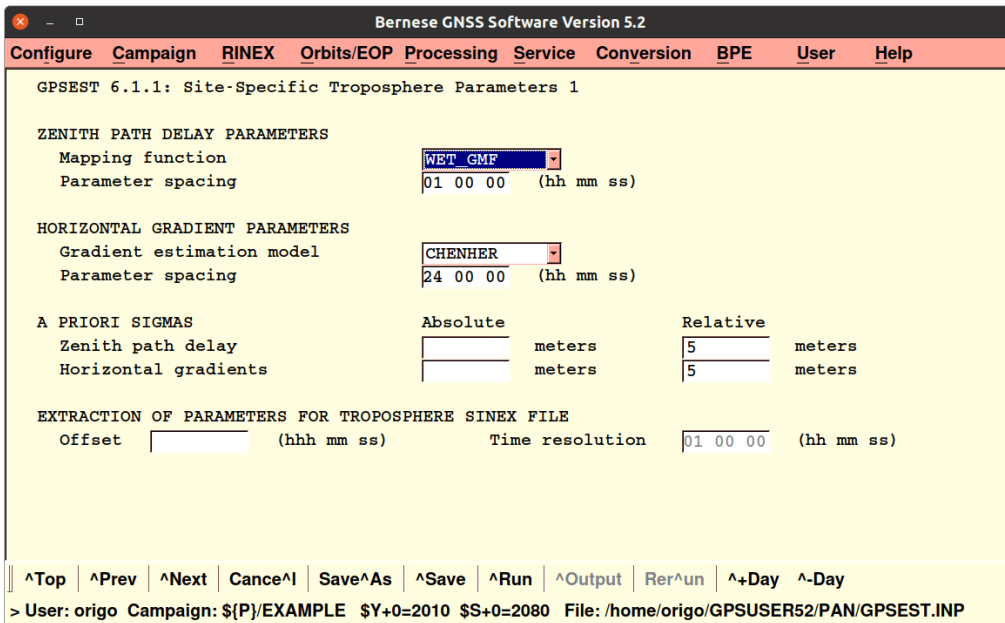 Bernese GNSS Software Version 5.2
Configure Campaign RINEX Orbits/EOP Processing Service Conversion BPE User Help
GPSEST 6.1.1: Site-Specific Troposphere Parameters 1
ZENITH PATH DELAY PARAMETERS
Mapping function WET_GMF
Parameter spacing 01 00 00 (hh mm ss)
HORIZONTAL GRADIENT PARAMETERS
Gradient estimation model CHENHER
Parameter spacing 24 00 00 (hh mm ss)
A PRIORI SIGMAS Absolute Relative
Zenith path delay meters 5 meters
Horizontal gradients meters 5 meters
EXTRACTION OF PARAMETERS FOR TROPOSPHERE SINEX FILE
Offset (hhh mm ss) Time resolution 01 00 00 (hh mm ss)
^Top ^Prev ^Next Cance^l Save^As ^Save ^Run ^Output Rer^un ^+Day ^-Day
> User: origo Campaign: ${P}/EXAMPLE $Y+0=2010 $S+0=2080 File: /home/origo/GPSUSER52/PAN/GPSEST.INP